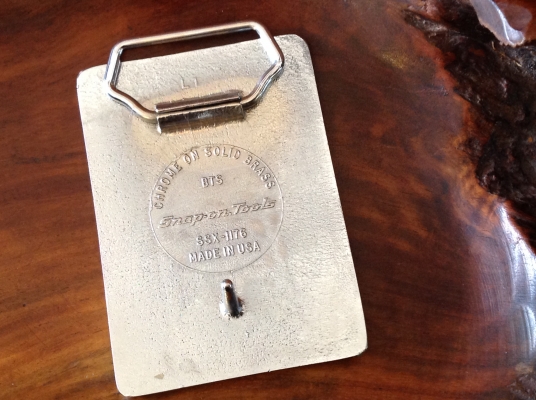 CHROME ON SOLID BRASS
BTS
Snap-on Tools
SSX-1176
MADE IN USA